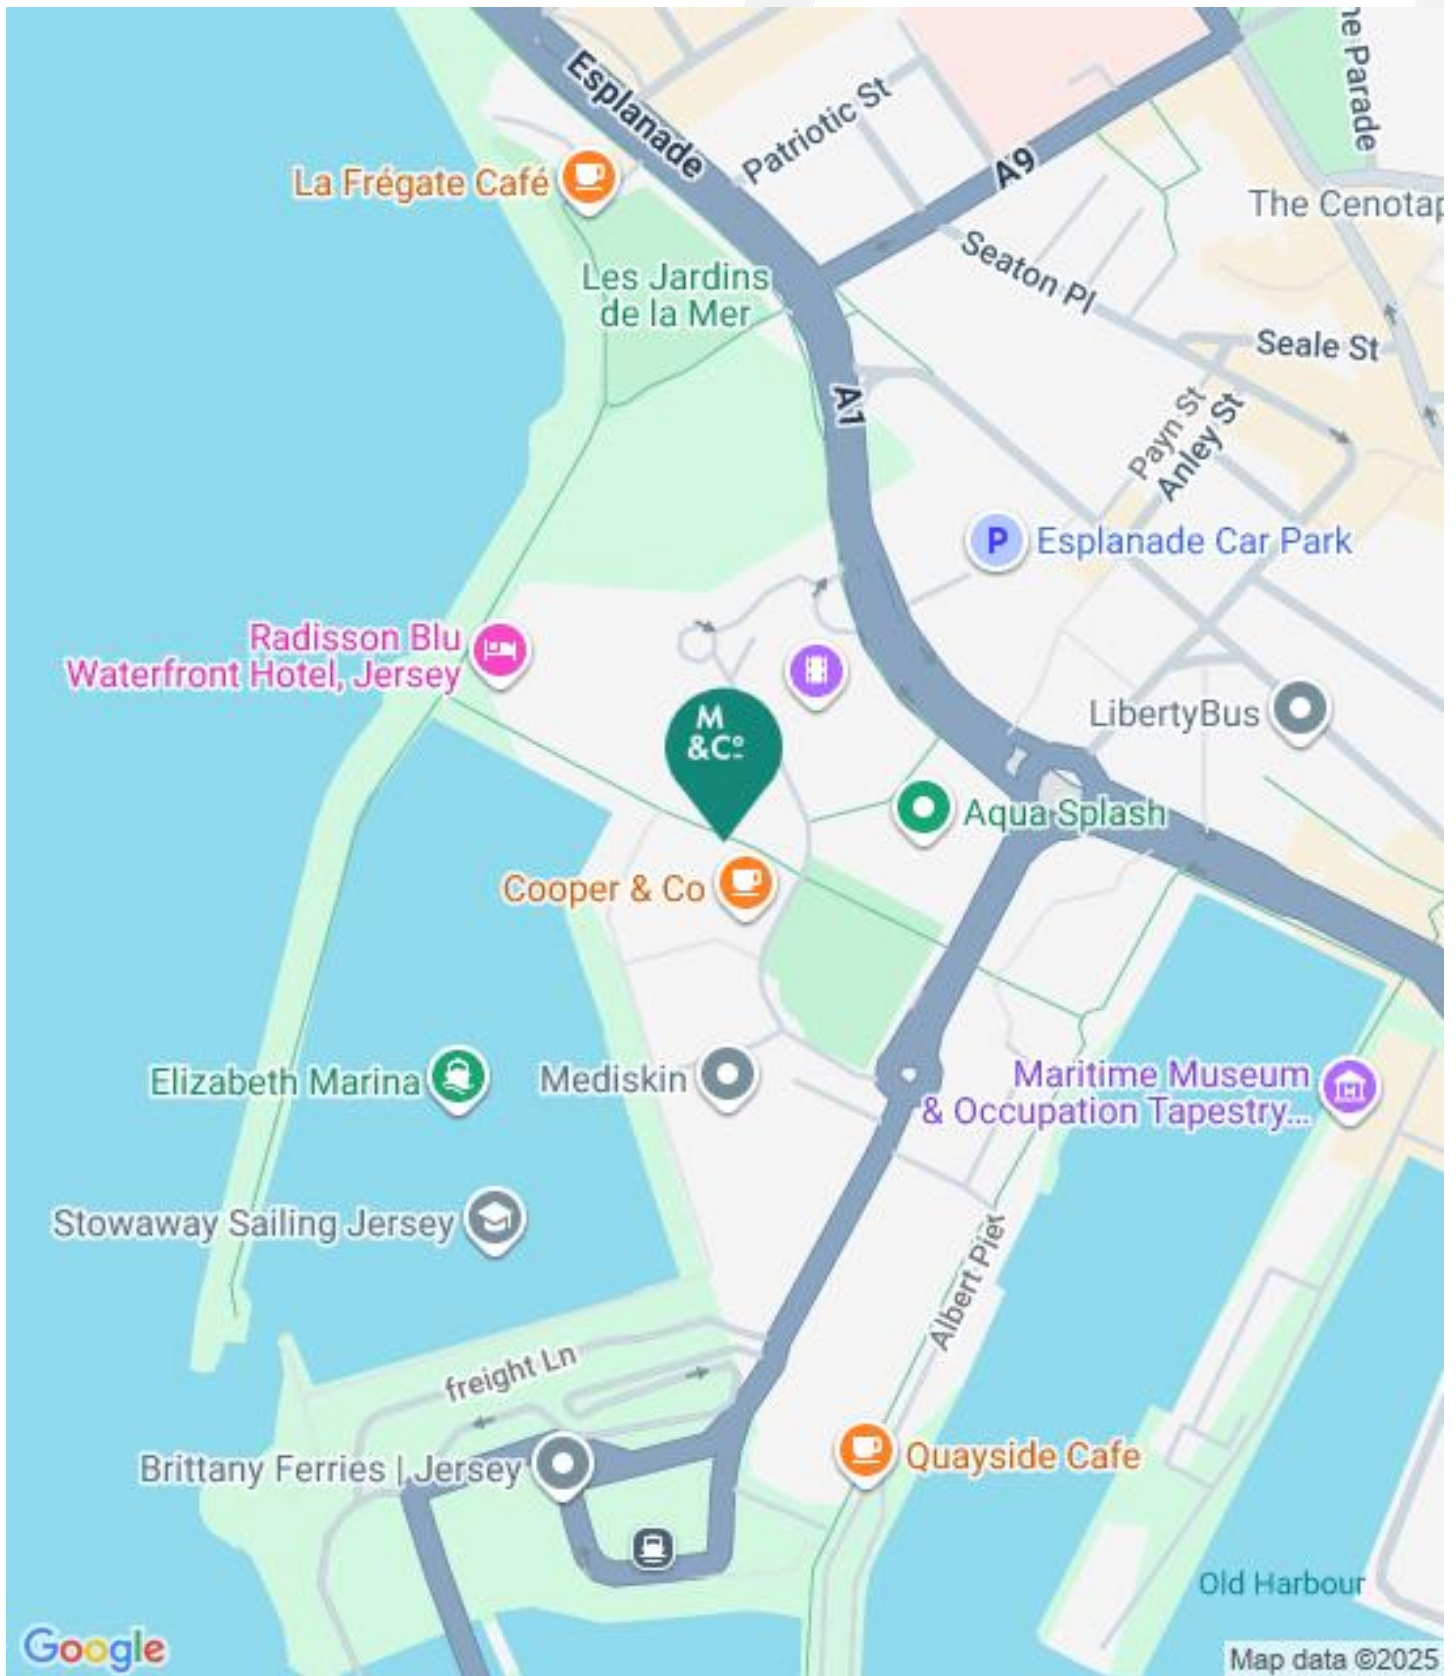 Esplanade
Patriotic St
he Parade
La Frégate Café
A9
The Cenotap
Les Jardins
de la Mer
Seaton Pl
Seale St
A1
Payn St
Anley St
P
Esplanade Car Park
Radisson Blu
Waterfront Hotel, Jersey
M
&Cº
LibertyBus
Aqua Splash
Cooper & Co
Elizabeth Marina
Mediskin
Maritime Museum
& Occupation Tapestry...
Stowaway Sailing Jersey
Albert Pier
freight Ln
Brittany Ferries | Jersey
Quayside Cafe
Old Harbour
Google
Map data ©2025